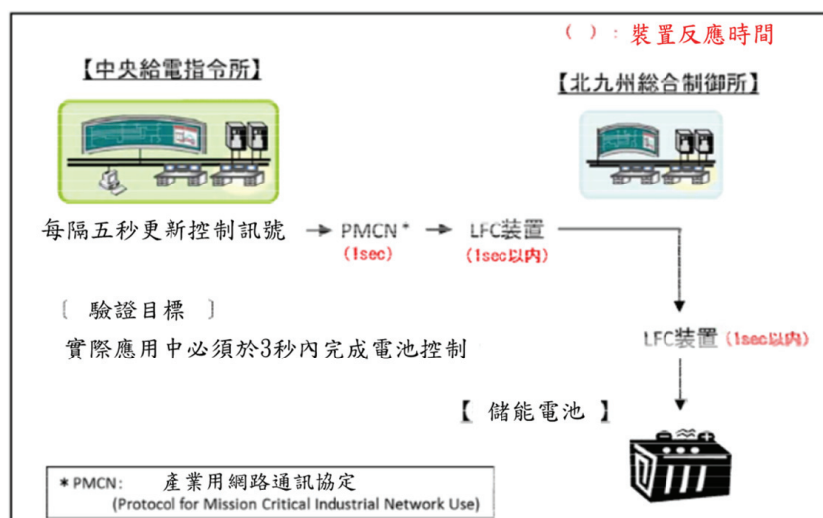 ( ):裝置反應時間
【中央給電指令所】
【北九州総合制御所】
每隔五秒更新控制訊號 → PMCN* → LFC装置
(1sec) (1sec以内)
〔 驗證目標 〕
實際應用中必須於3秒內完成電池控制
LFC装置 (1sec以内)
【 儲能電池 】
* PMCN: 產業用網路通訊協定
(Protocol for Mission Critical Industrial Network Use)